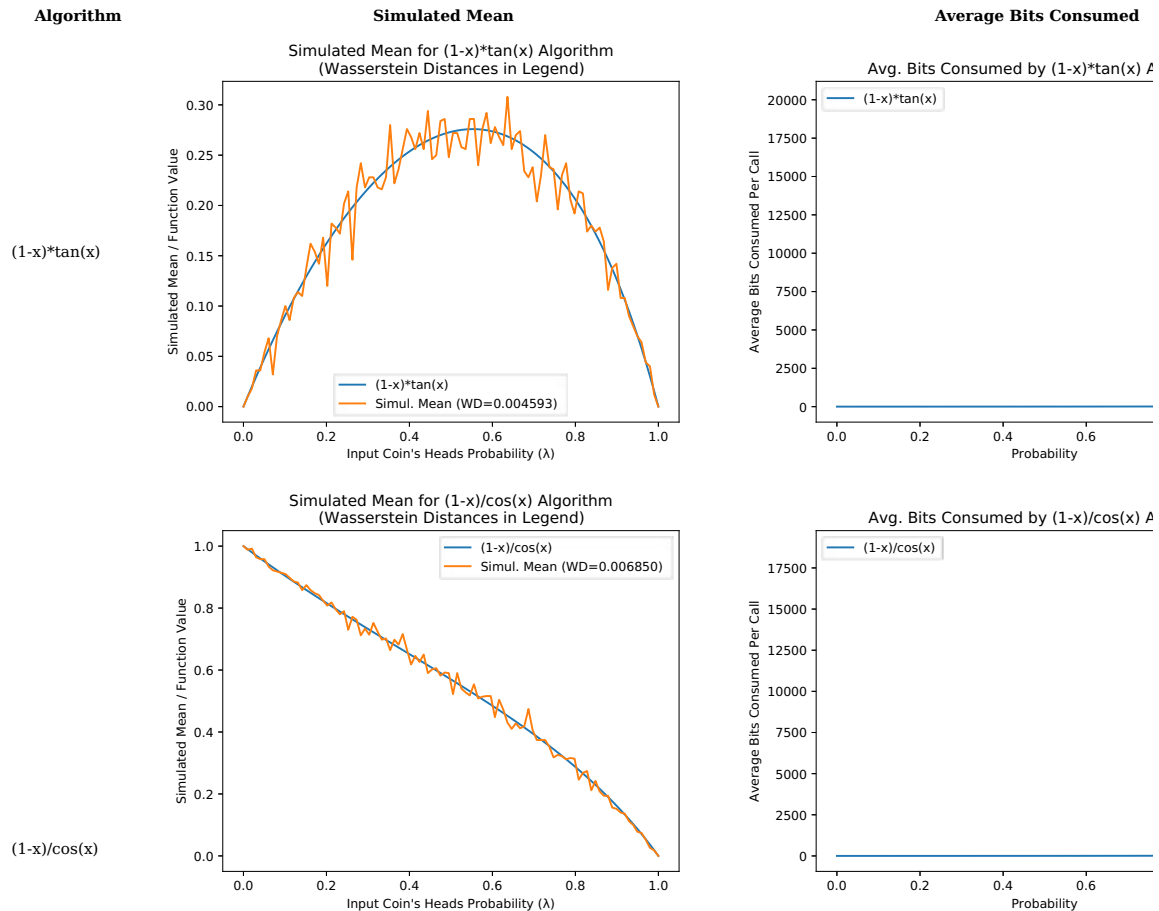 Algorithm
Simulated Mean
Average Bits Consumed
(1-x)*tan(x)
Simulated Mean for (1-x)*tan(x) Algorithm
(Wasserstein Distances in Legend)
Simulated Mean / Function Value
0.30
0.25
0.20
0.15
0.10
0.05
0.00
(1-x)*tan(x)
Simul. Mean (WD=0.004593)
0.0 0.2 0.4 0.6 0.8 1.0
Input Coin's Heads Probability (λ)
Avg. Bits Consumed by (1-x)*tan(x) A
(1-x)*tan(x)
Average Bits Consumed Per Call
20000
17500
15000
12500
10000
7500
5000
2500
0
0.0 0.2 0.4 0.6
Probability
(1-x)/cos(x)
Simulated Mean for (1-x)/cos(x) Algorithm
(Wasserstein Distances in Legend)
Simulated Mean / Function Value
1.0
0.8
0.6
0.4
0.2
0.0
(1-x)/cos(x)
Simul. Mean (WD=0.006850)
0.0 0.2 0.4 0.6 0.8 1.0
Input Coin's Heads Probability (λ)
Avg. Bits Consumed by (1-x)/cos(x) A
(1-x)/cos(x)
Average Bits Consumed Per Call
17500
15000
12500
10000
7500
5000
2500
0
0.0 0.2 0.4 0.6
Probability